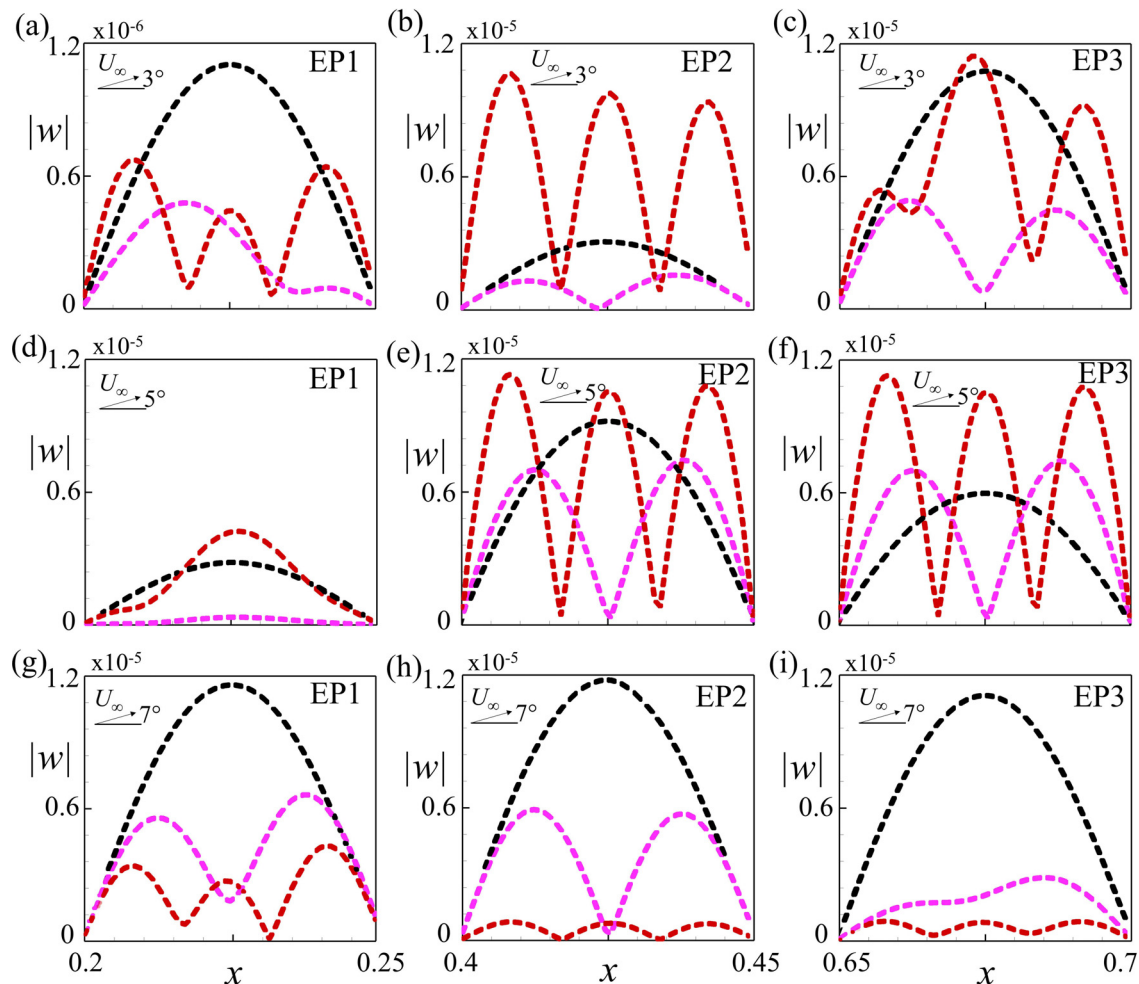 (a) x10-6 (b) x10-5 (c) x10-5
1.2 U∞ 3° EP1 1.2 U∞ 3° EP2 1.2 U∞ 3° EP3
|w| |w| |w|
0.6 0.6 0.6
0 0 0
(d) x10-5 (e) x10-5 (f) x10-5
1.2 U∞ 5° EP1 1.2 U∞ 5° EP2 1.2 U∞ 5° EP3
|w| |w| |w|
0.6 0.6 0.6
0 0 0
(g) x10-5 (h) x10-5 (i) x10-5
1.2 U∞ 7° EP1 1.2 U∞ 7° EP2 1.2 U∞ 7° EP3
|w| |w| |w|
0.6 0.6 0.6
0 0 0
0.2 x 0.25 0.4 x 0.45 0.65 x 0.7